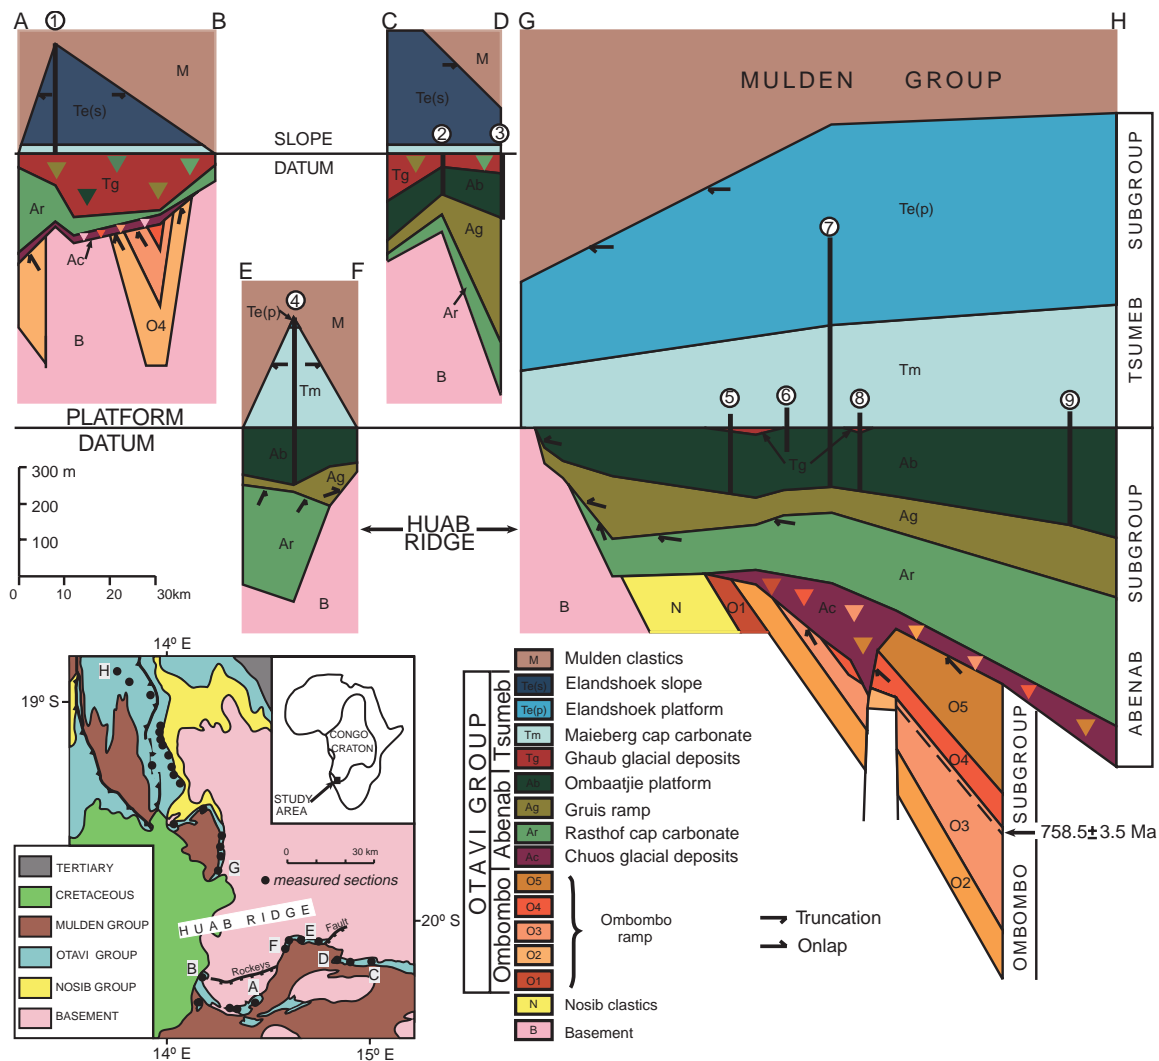 A
1
B
C
D
G
H
M
Te(s)
Tg
Ar
Ac
O4
B
SLOPE
DATUM
Te(s)
M
2
3
Tg
Ab
Ag
Ar
B
MULDEN GROUP
Te(p)
7
Tm
5
6
8
9
Tg
Ab
Ag
Ar
Ac
B
N
O1
O5
O4
O3
O2
TSUMEB SUBGROUP
ABENAB SUBGROUP
OMBOMBO SUBGROUP
758.5±3.5 Ma
E
F
Te(p)
4
M
Tm
Ab
Ag
Ar
B
PLATFORM
DATUM
HUAB
RIDGE
300 m
200
100
0
0 10 20 30km
14º E
19º S
H
G
HUAB RIDGE
Fault
E
F
D
C
B
A
Rockeys
20º S
14º E
15º E
CONGO
CRATON
STUDY
AREA
0 30 km
measured sections
TERTIARY
CRETACEOUS
MULDEN GROUP
OTAVI GROUP
NOSIB GROUP
BASEMENT
OTAVI GROUP
Tsumeb
Abenab
Ombombo
M Mulden clastics
Te(s) Elandshoek slope
Te(p) Elandshoek platform
Tm Maieberg cap carbonate
Tg Ghaub glacial deposits
Ab Ombaatjie platform
Ag Gruis ramp
Ar Rasthof cap carbonate
Ac Chuos glacial deposits
O5
O4
O3
O2
O1
Ombombo
ramp
N Nosib clastics
B Basement
Truncation
Onlap